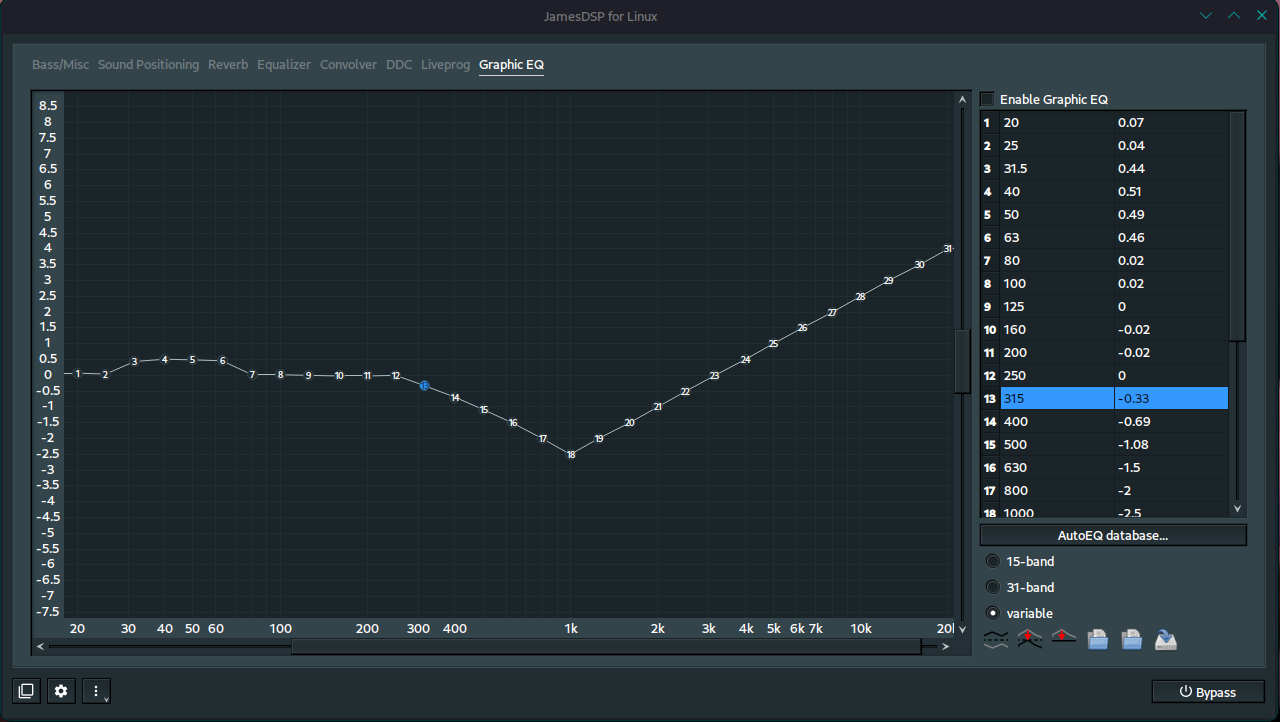 JamesDSP for Linux
Bass/Misc Sound Positioning Reverb Equalizer Convolver DDC Liveprog Graphic EQ
8.5
8
7.5
7
6.5
6
5.5
5
4.5
4
3.5
3
2.5
2
1.5
1
0.5
0
-0.5
-1
-1.5
-2
-2.5
-3
-3.5
-4
-4.5
-5
-5.5
-6
-6.5
-7
-7.5
1 2 3 4 5 6 7 8 9 10 11 12 13 14 15 16 17 18 19 20 21 22 23 24 25 26 27 28 29 30 31
20 30 40 50 60 100 200 300 400 1k 2k 3k 4k 5k 6k 7k 10k 20k
Enable Graphic EQ
1 20 0.07
2 25 0.04
3 31.5 0.44
4 40 0.51
5 50 0.49
6 63 0.46
7 80 0.02
8 100 0.02
9 125 0
10 160 -0.02
11 200 -0.02
12 250 0
13 315 -0.33
14 400 -0.69
15 500 -1.08
16 630 -1.5
17 800 -2
18 1000 -2.5
AutoEQ database...
15-band
31-band
variable
Bypass